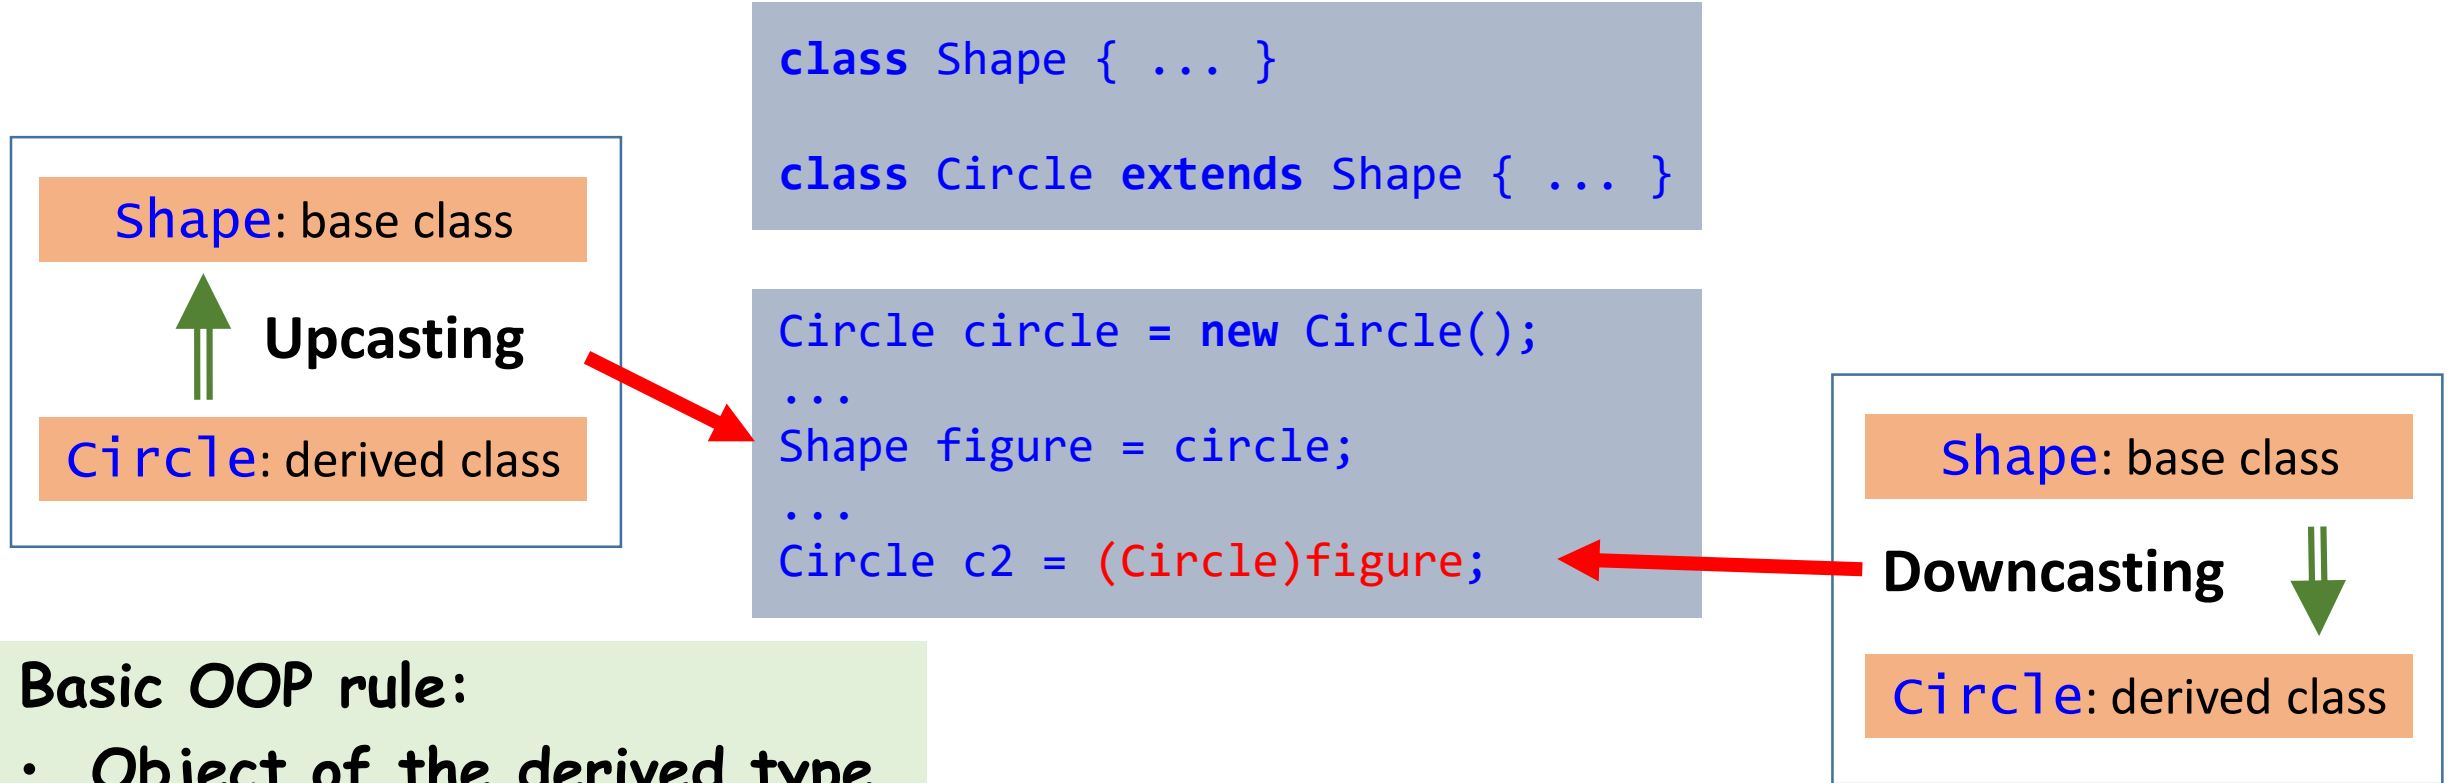 class Shape { ... }
class Circle extends Shape { ... }
Shape: base class
Upcasting
Circle: derived class
Circle circle = new Circle();
...
Shape figure = circle;
...
Circle c2 = (Circle)figure;
Shape: base class
Downcasting
Circle: derived class
Basic OOP rule:
• Object of the derived type